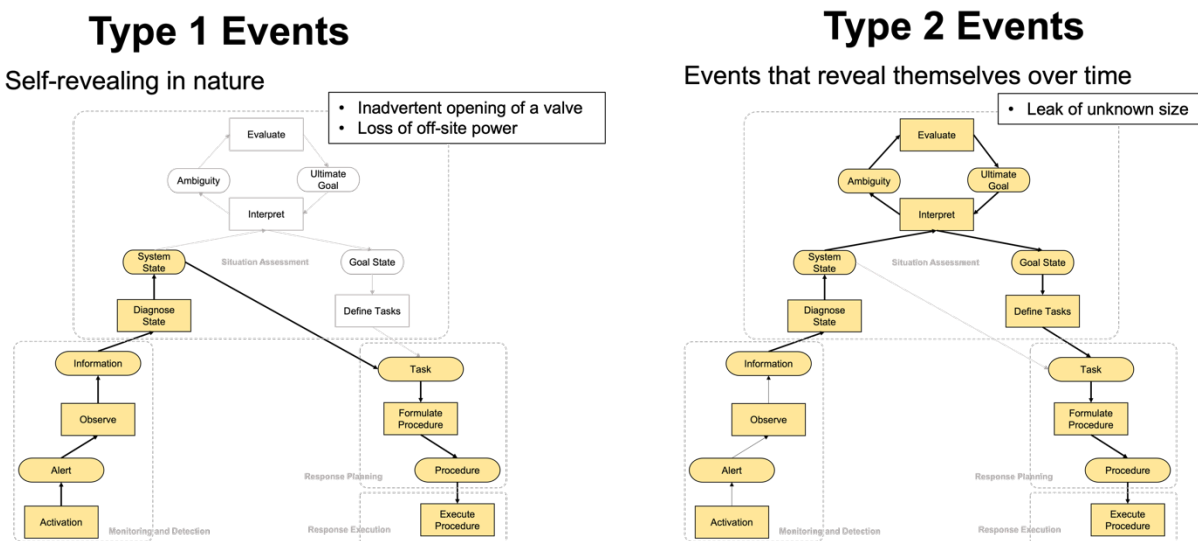 Type 1 Events
Self-revealing in nature
• Inadvertent opening of a valve
• Loss of off-site power
Evaluate
Ambiguity
Ultimate
Goal
Interpret
System
State
Situation Assessment
Goal State
Diagnose
State
Define Tasks
Information
Task
Observe
Formulate
Procedure
Alert
Response Planning
Procedure
Activation
Monitoring and Detection
Response Execution
Execute
Procedure
Type 2 Events
Events that reveal themselves over time
• Leak of unknown size
Evaluate
Ambiguity
Ultimate
Goal
Interpret
System
State
Situation Assessment
Goal State
Diagnose
State
Define Tasks
Information
Task
Observe
Formulate
Procedure
Alert
Response Planning
Procedure
Activation
Monitoring and Detection
Response Execution
Execute
Procedure